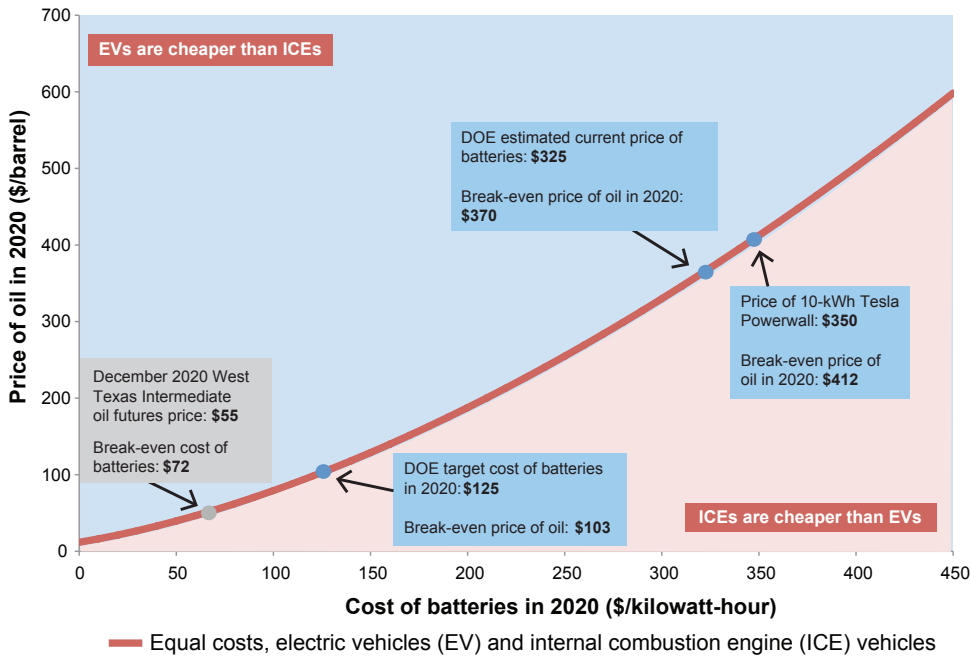 Price of oil in 2020 ($/barrel)
700
600
500
400
300
200
100
0
EVs are cheaper than ICEs
DOE estimated current price of
batteries: $325
Break-even price of oil in 2020:
$370
Price of 10-kWh Tesla
Powerwall: $350
Break-even price of
oil in 2020: $412
December 2020 West
Texas Intermediate
oil futures price: $55
Break-even cost of
batteries: $72
DOE target cost of batteries
in 2020: $125
Break-even price of oil: $103
ICEs are cheaper than EVs
0 50 100 150 200 250 300 350 400 450
Cost of batteries in 2020 ($/kilowatt-hour)
Equal costs, electric vehicles (EV) and internal combustion engine (ICE) vehicles